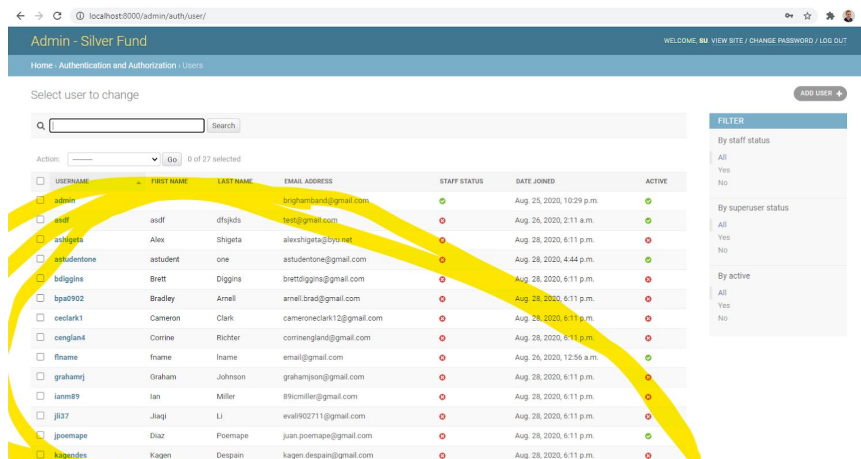 localhost:8000/admin/auth/user/
Admin - Silver Fund
WELCOME, SU. VIEW SITE / CHANGE PASSWORD / LOG OUT
Home › Authentication and Authorization › Users
Select user to change
ADD USER +
Search
FILTER
By staff status
All
Yes
No
By superuser status
All
Yes
No
By active
All
Yes
No
Action: --------- Go 0 of 27 selected
USERNAME FIRST NAME LAST NAME EMAIL ADDRESS STAFF STATUS DATE JOINED ACTIVE
admin brighamband@gmail.com Aug. 25, 2020, 10:29 p.m.
asdf asdf dfsjkds test@gmail.com Aug. 26, 2020, 2:11 a.m.
ashigeta Alex Shigeta alexshigeta@byu.net Aug. 28, 2020, 6:11 p.m.
astudentone astudent one astudentone@gmail.com Aug. 28, 2020, 4:44 p.m.
bdiggins Brett Diggins brettdiggins@gmail.com Aug. 28, 2020, 6:11 p.m.
bpa0902 Bradley Arnell arnell.brad@gmail.com Aug. 28, 2020, 6:11 p.m.
ceclark1 Cameron Clark cameroneclark12@gmail.com Aug. 28, 2020, 6:11 p.m.
cenglan4 Corrine Richter corrinengland@gmail.com Aug. 28, 2020, 6:11 p.m.
flname fname lname email@gmail.com Aug. 26, 2020, 12:56 a.m.
grahamrj Graham Johnson grahamjson@gmail.com Aug. 28, 2020, 6:11 p.m.
ianm89 Ian Miller 89icmiller@gmail.com Aug. 28, 2020, 6:11 p.m.
jli37 Jiaqi Li evali902711@gmail.com Aug. 28, 2020, 6:11 p.m.
jpoemape Diaz Poemape juan.poemape@gmail.com Aug. 28, 2020, 6:11 p.m.
kagendes Kagen Despain kagen.despain@gmail.com Aug. 28, 2020, 6:11 p.m.